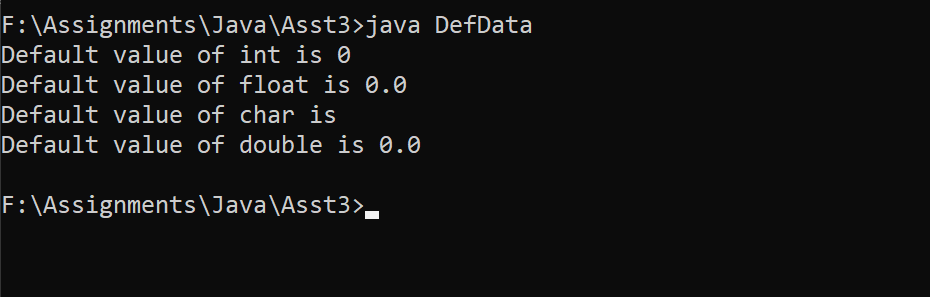 F:\Assignments\Java\Asst3>java DefData
Default value of int is 0
Default value of float is 0.0
Default value of char is
Default value of double is 0.0
F:\Assignments\Java\Asst3>